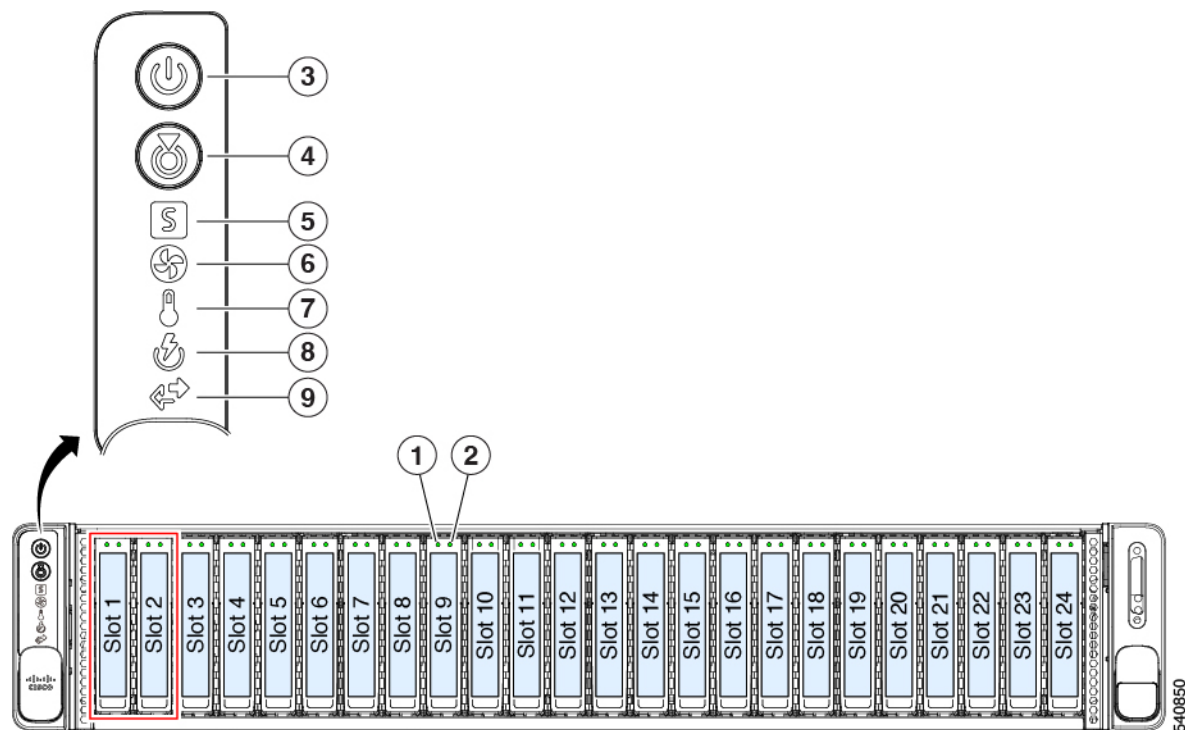 3
4
S
5
6
7
8
9
1
2
Slot 1
Slot 2
Slot 3
Slot 4
Slot 5
Slot 6
Slot 7
Slot 8
Slot 9
Slot 10
Slot 11
Slot 12
Slot 13
Slot 14
Slot 15
Slot 16
Slot 17
Slot 18
Slot 19
Slot 20
Slot 21
Slot 22
Slot 23
Slot 24
CISCO
540850